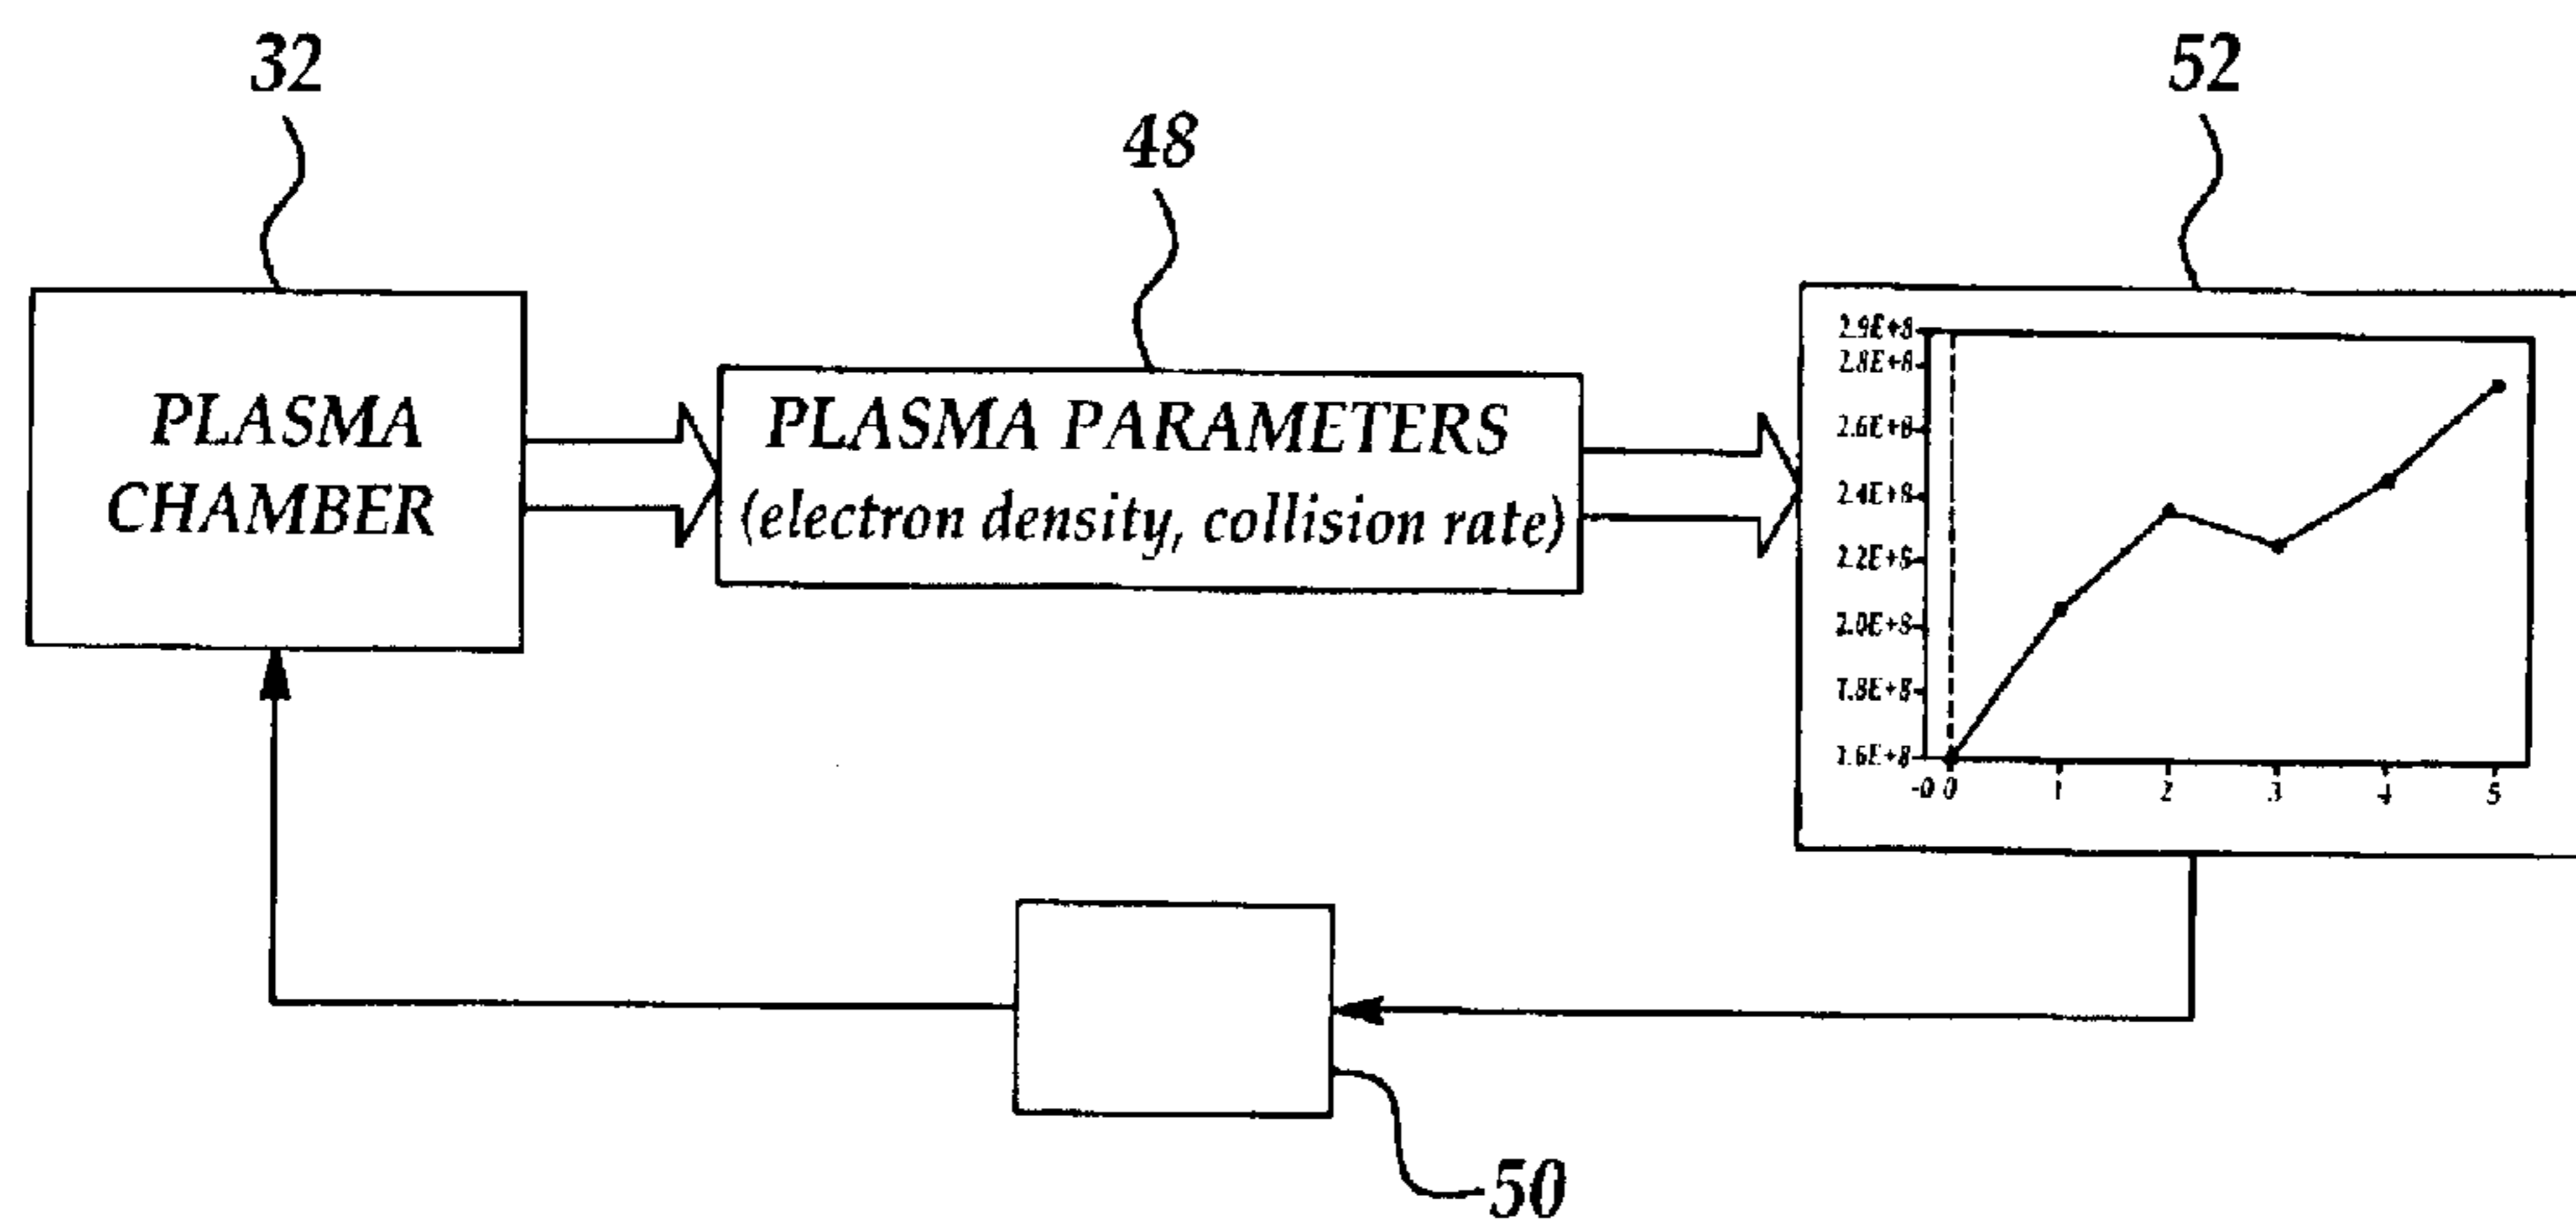 32
48
52
PLASMA
CHAMBER
PLASMA PARAMETERS
(electron density, collision rate)
2.9E+8
2.8E+8
2.6E+8
2.4E+8
2.2E+8
2.0E+8
1.8E+8
1.6E+8
-0 0 1 2 3 4 5
50